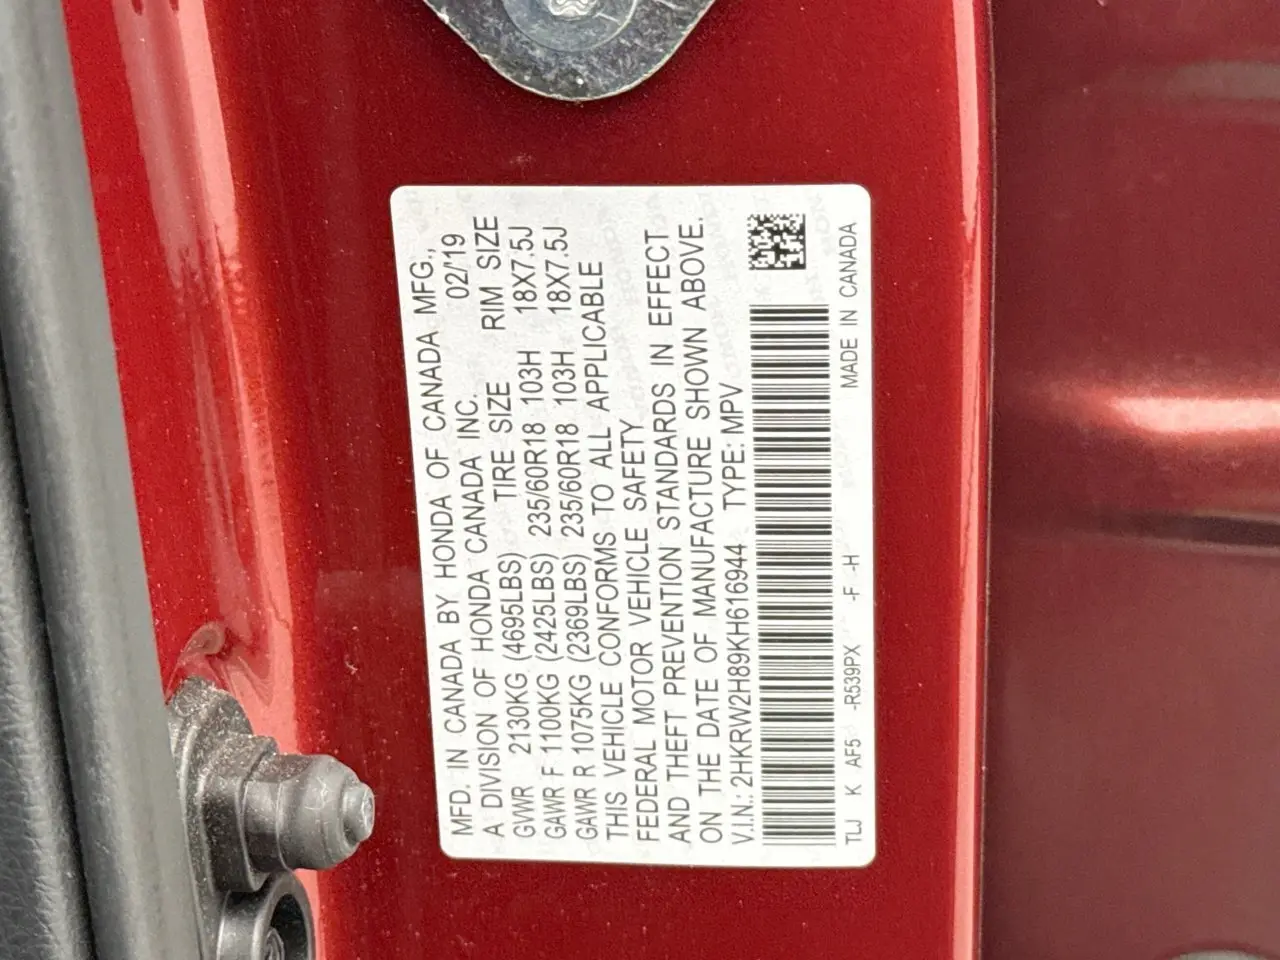 MFD. IN CANADA BY HONDA OF CANADA MFG.,
A DIVISION OF HONDA CANADA INC. 02/'19
GVWR 2130KG (4695LBS) TIRE SIZE RIM SIZE
GAWR F 1100KG (2425LBS) 235/60R18 103H 18X7.5J
GAWR R 1075KG (2369LBS) 235/60R18 103H 18X7.5J
THIS VEHICLE CONFORMS TO ALL APPLICABLE
FEDERAL MOTOR VEHICLE SAFETY
AND THEFT PREVENTION STANDARDS IN EFFECT
ON THE DATE OF MANUFACTURE SHOWN ABOVE.
V.I.N.: 2HKRW2H89KH616944 TYPE: MPV
TLJ K AF5 -R539PX -F -H MADE IN CANADA